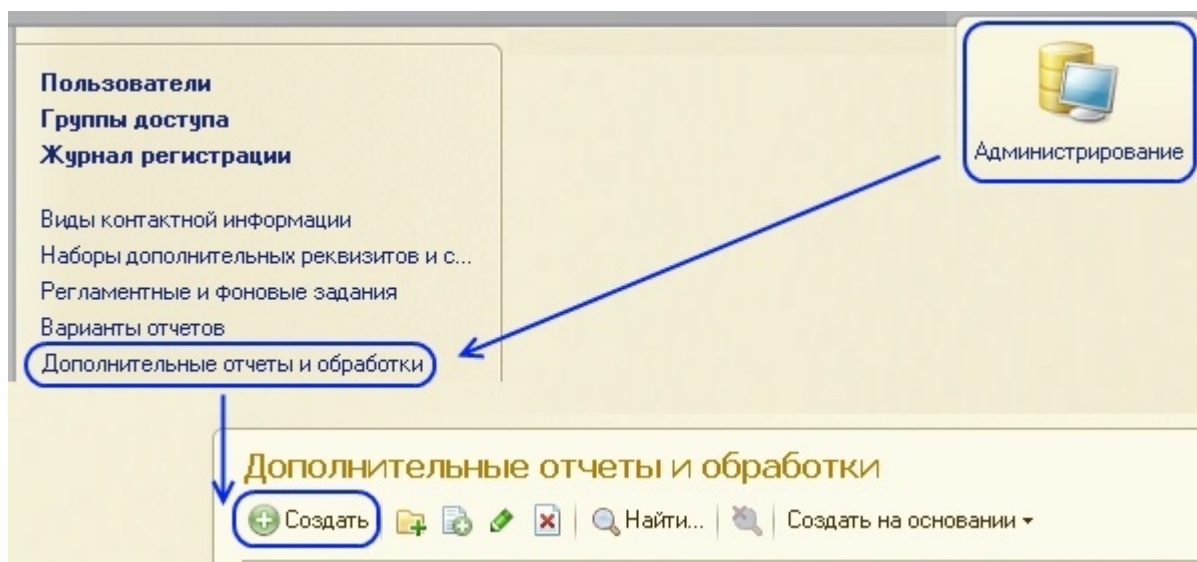 Пользователи
Группы доступа
Журнал регистрации
Администрирование
Виды контактной информации
Наборы дополнительных реквизитов и с...
Регламентные и фоновые задания
Варианты отчетов
Дополнительные отчеты и обработки
Дополнительные отчеты и обработки
Создать Найти... Создать на основании